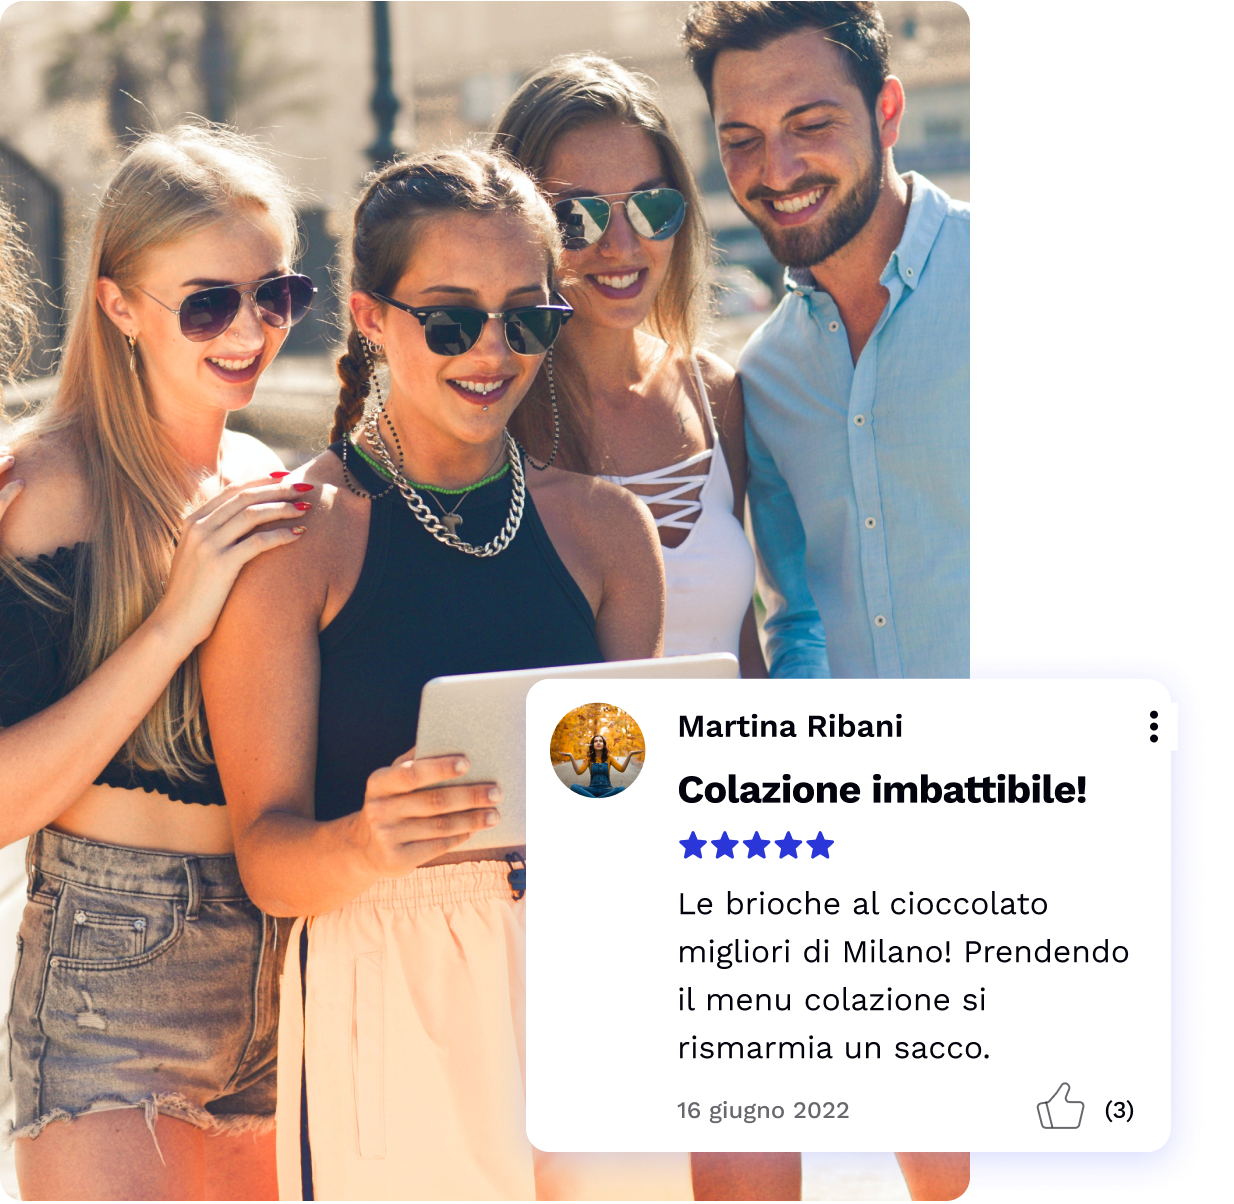 Martina Ribani
Colazione imbattibile!
Le brioche al cioccolato
migliori di Milano! Prendendo
il menu colazione si
rismarmia un sacco.
16 giugno 2022
(3)